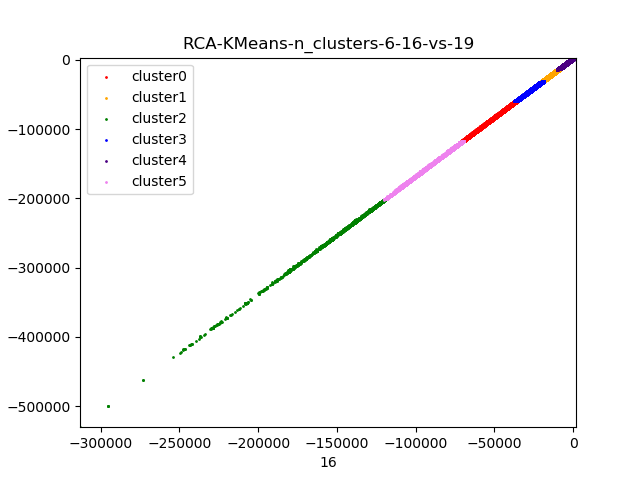 RCA-KMeans-n_clusters-6-16-vs-19
0
−100000
−200000
−300000
−400000
−500000
cluster0
cluster1
cluster2
cluster3
cluster4
cluster5
−300000 −250000 −200000 −150000 −100000 −50000 0
16